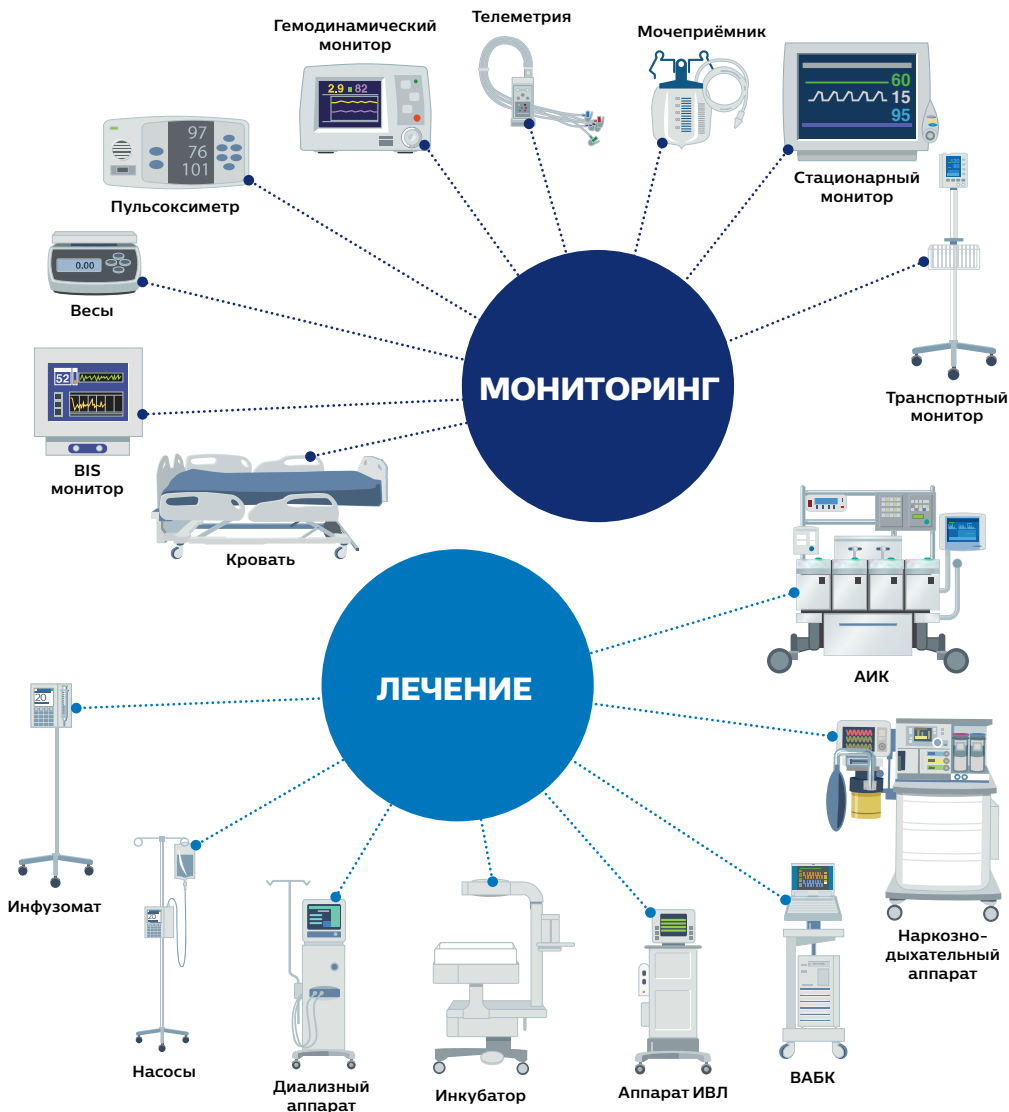 Гемодинамический
монитор
2.9 82
Телеметрия
Мочеприёмник
60
15
95
Стационарный
монитор
97
76
101
Пульсоксиметр
0.00
Весы
52
BIS
монитор
Кровать
МОНИТОРИНГ
Транспортный
монитор
ЛЕЧЕНИЕ
АИК
20
Инфузомат
20
Насосы
Диализный
аппарат
Инкубатор
Аппарат ИВЛ
ВАБК
Наркозно-
дыхательный
аппарат